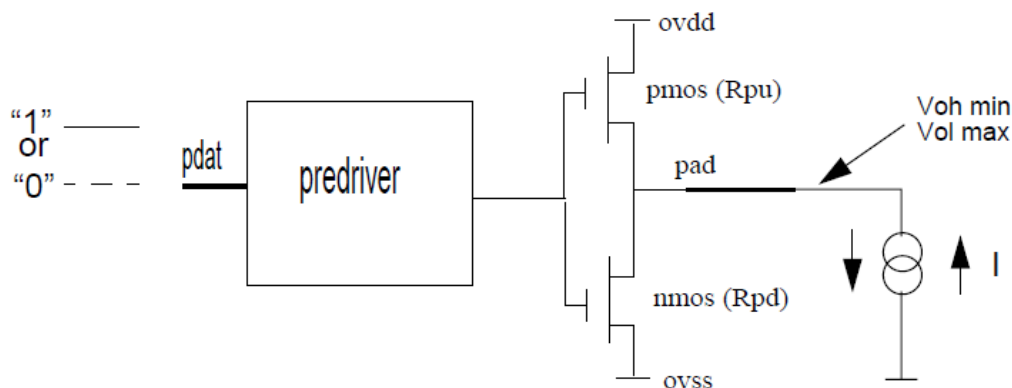 ovdd
pmos (Rpu)
Voh min
Vol max
“1”
or
“0”
pdat
predriver
pad
I
nmos (Rpd)
ovss